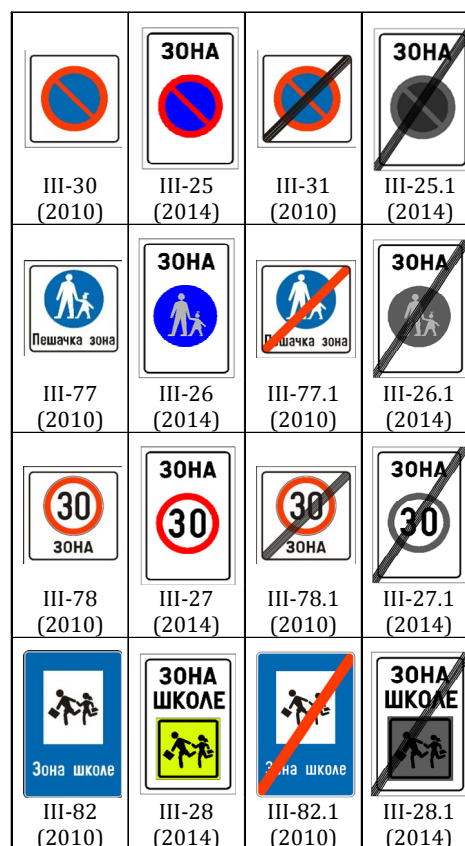 ЗОНА
ЗОНА
III-30
(2010)
III-25
(2014)
III-31
(2010)
III-25.1
(2014)
Пешачка зона
ЗОНА
Пешачка зона
ЗОНА
III-77
(2010)
III-26
(2014)
III-77.1
(2010)
III-26.1
(2014)
30
ЗОНА
ЗОНА
30
30
ЗОНА
ЗОНА
30
III-78
(2010)
III-27
(2014)
III-78.1
(2010)
III-27.1
(2014)
Зона школе
ЗОНА
ШКОЛЕ
Зона школе
ЗОНА
ШКОЛЕ
III-82
(2010)
III-28
(2014)
III-82.1
(2010)
III-28.1
(2014)